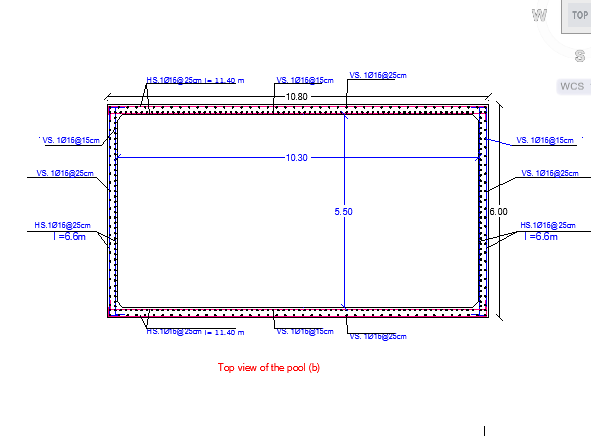 W
TOP
S
WCS
VS. 1Ø16@25cm
HS.1Ø16@25cm l= 11.40 m
VS. 1Ø16@15cm
10.80
VS. 1Ø16@15cm
VS. 1Ø16@15cm
10.30
VS. 1Ø16@25cm
VS. 1Ø16@25cm
5.50
6.00
HS.1Ø16@25cm
l =6.6m
HS.1Ø16@25cm
l =6.6m
HS.1Ø16@25cm l= 11.40 m
VS. 1Ø16@15cm
VS. 1Ø16@25cm
Top view of the pool (b)